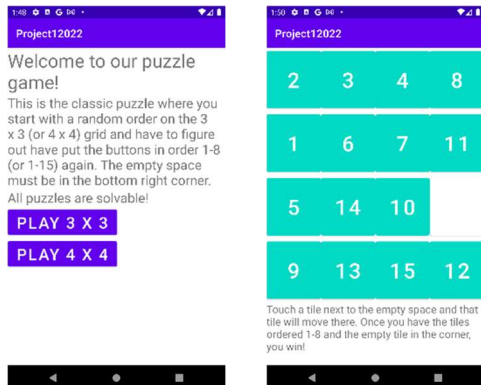 1:48
Project12022
Welcome to our puzzle
game!
This is the classic puzzle where you
start with a random order on the 3
x 3 (or 4 x 4) grid and have to figure
out have put the buttons in order 1-8
(or 1-15) again. The empty space
must be in the bottom right corner.
All puzzles are solvable!
PLAY 3 X 3
PLAY 4 X 4
1:50
Project12022
2 3 4 8
1 6 7 11
5 14 10
9 13 15 12
Touch a tile next to the empty space and that
tile will move there. Once you have the tiles
ordered 1-8 and the empty tile in the corner,
you win!